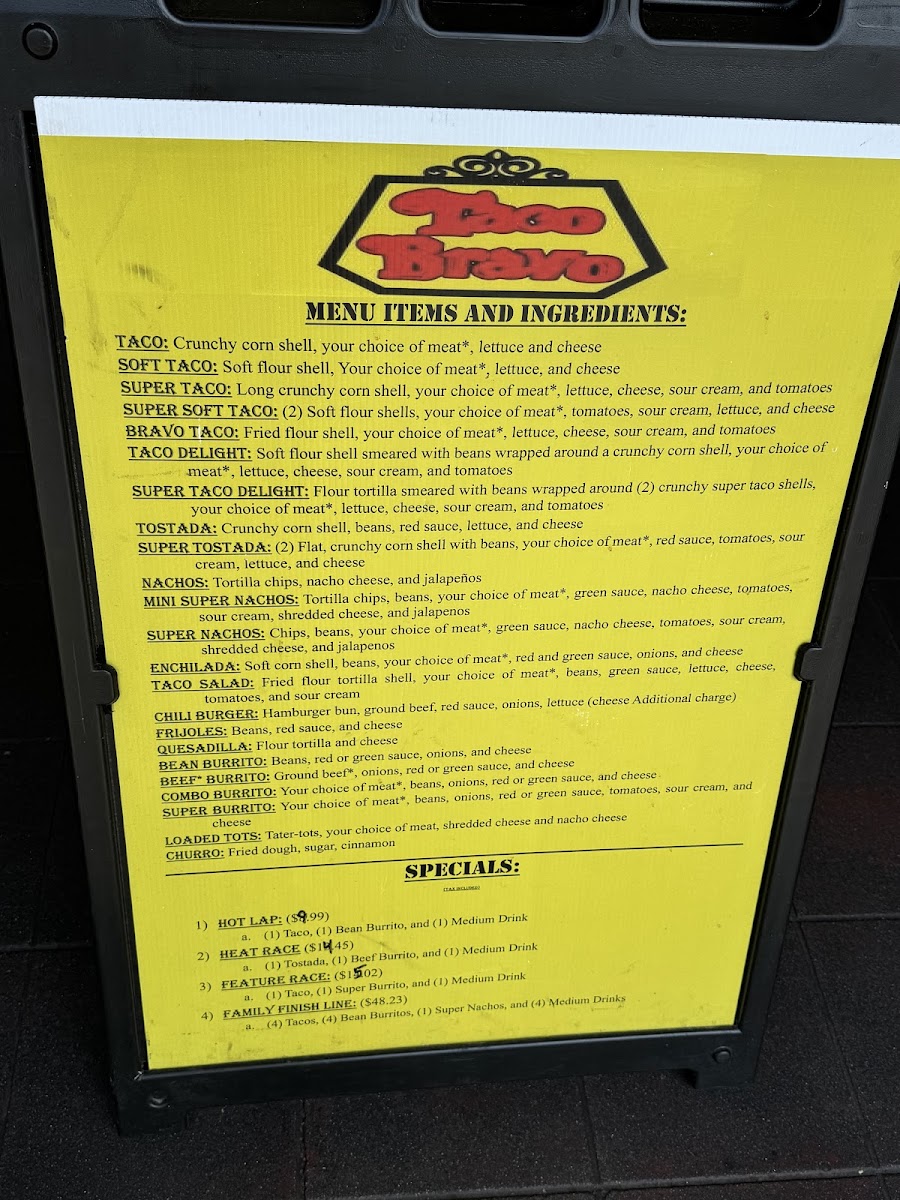 Taco
Bravo
MENU ITEMS AND INGREDIENTS:
TACO: Crunchy corn shell, your choice of meat*, lettuce and cheese
SOFT TACO: Soft flour shell, Your choice of meat*, lettuce, and cheese
SUPER TACO: Long crunchy corn shell, your choice of meat*, lettuce, cheese, sour cream, and tomatoes
SUPER SOFT TACO: (2) Soft flour shells, your choice of meat*, tomatoes, sour cream, lettuce, and cheese
BRAVO TACO: Fried flour shell, your choice of meat*, lettuce, cheese, sour cream, and tomatoes
TACO DELIGHT: Soft flour shell smeared with beans wrapped around a crunchy corn shell, your choice of
meat*, lettuce, cheese, sour cream, and tomatoes
SUPER TACO DELIGHT: Flour tortilla smeared with beans wrapped around (2) crunchy super taco shells,
your choice of meat*, lettuce, cheese, sour cream, and tomatoes
TOSTADA: Crunchy corn shell, beans, red sauce, lettuce, and cheese
SUPER TOSTADA: (2) Flat, crunchy corn shell with beans, your choice of meat*, red sauce, tomatoes, sour
cream, lettuce, and cheese
NACHOS: Tortilla chips, nacho cheese, and jalapeños
MINI SUPER NACHOS: Tortilla chips, beans, your choice of meat*, green sauce, nacho cheese, tomatoes,
sour cream, shredded cheese, and jalapenos
SUPER NACHOS: Chips, beans, your choice of meat*, green sauce, nacho cheese, tomatoes, sour cream,
shredded cheese, and jalapenos
ENCHILADA: Soft corn shell, beans, your choice of meat*, red and green sauce, onions, and cheese
TACO SALAD: Fried flour tortilla shell, your choice of meat*, beans, green sauce, lettuce, cheese,
tomatoes, and sour cream
CHILI BURGER: Hamburger bun, ground beef, red sauce, onions, lettuce (cheese Additional charge)
FRIJOLES: Beans, red sauce, and cheese
QUESADILLA: Flour tortilla and cheese
BEAN BURRITO: Beans, red or green sauce, onions, and cheese
BEEF* BURRITO: Ground beef*, onions, red or green sauce, and cheese
COMBO BURRITO: Your choice of meat*, beans, onions, red or green sauce, and cheese
SUPER BURRITO: Your choice of meat*, beans, onions, red or green sauce, tomatoes, sour cream, and
cheese
LOADED TOTS: Tater-tots, your choice of meat, shredded cheese and nacho cheese
CHURRO: Fried dough, sugar, cinnamon
SPECIALS:
(TAX INCLUDED)
1) HOT LAP: ($9.99)
a. (1) Taco, (1) Bean Burrito, and (1) Medium Drink
2) HEAT RACE ($14.45)
a. (1) Tostada, (1) Beef Burrito, and (1) Medium Drink
3) FEATURE RACE: ($15.02)
a. (1) Taco, (1) Super Burrito, and (1) Medium Drink
4) FAMILY FINISH LINE: ($48.23)
a. (4) Tacos, (4) Bean Burritos, (1) Super Nachos, and (4) Medium Drinks